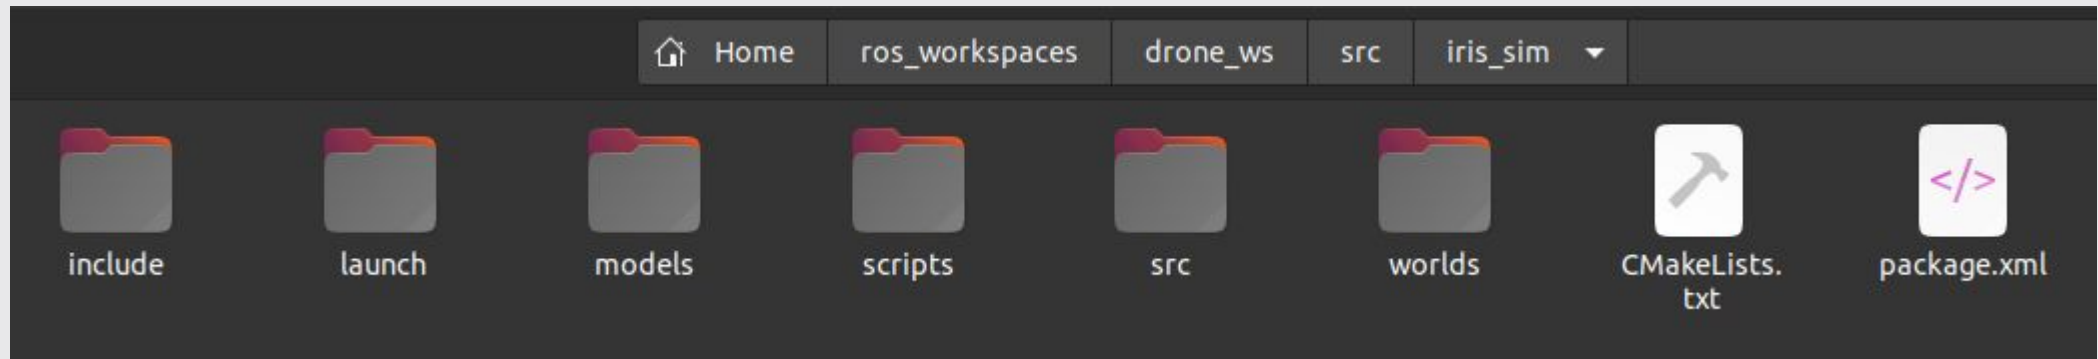 Home ros_workspaces drone_ws src iris_sim
</>
include launch models scripts src worlds CMakeLists. package.xml
txt